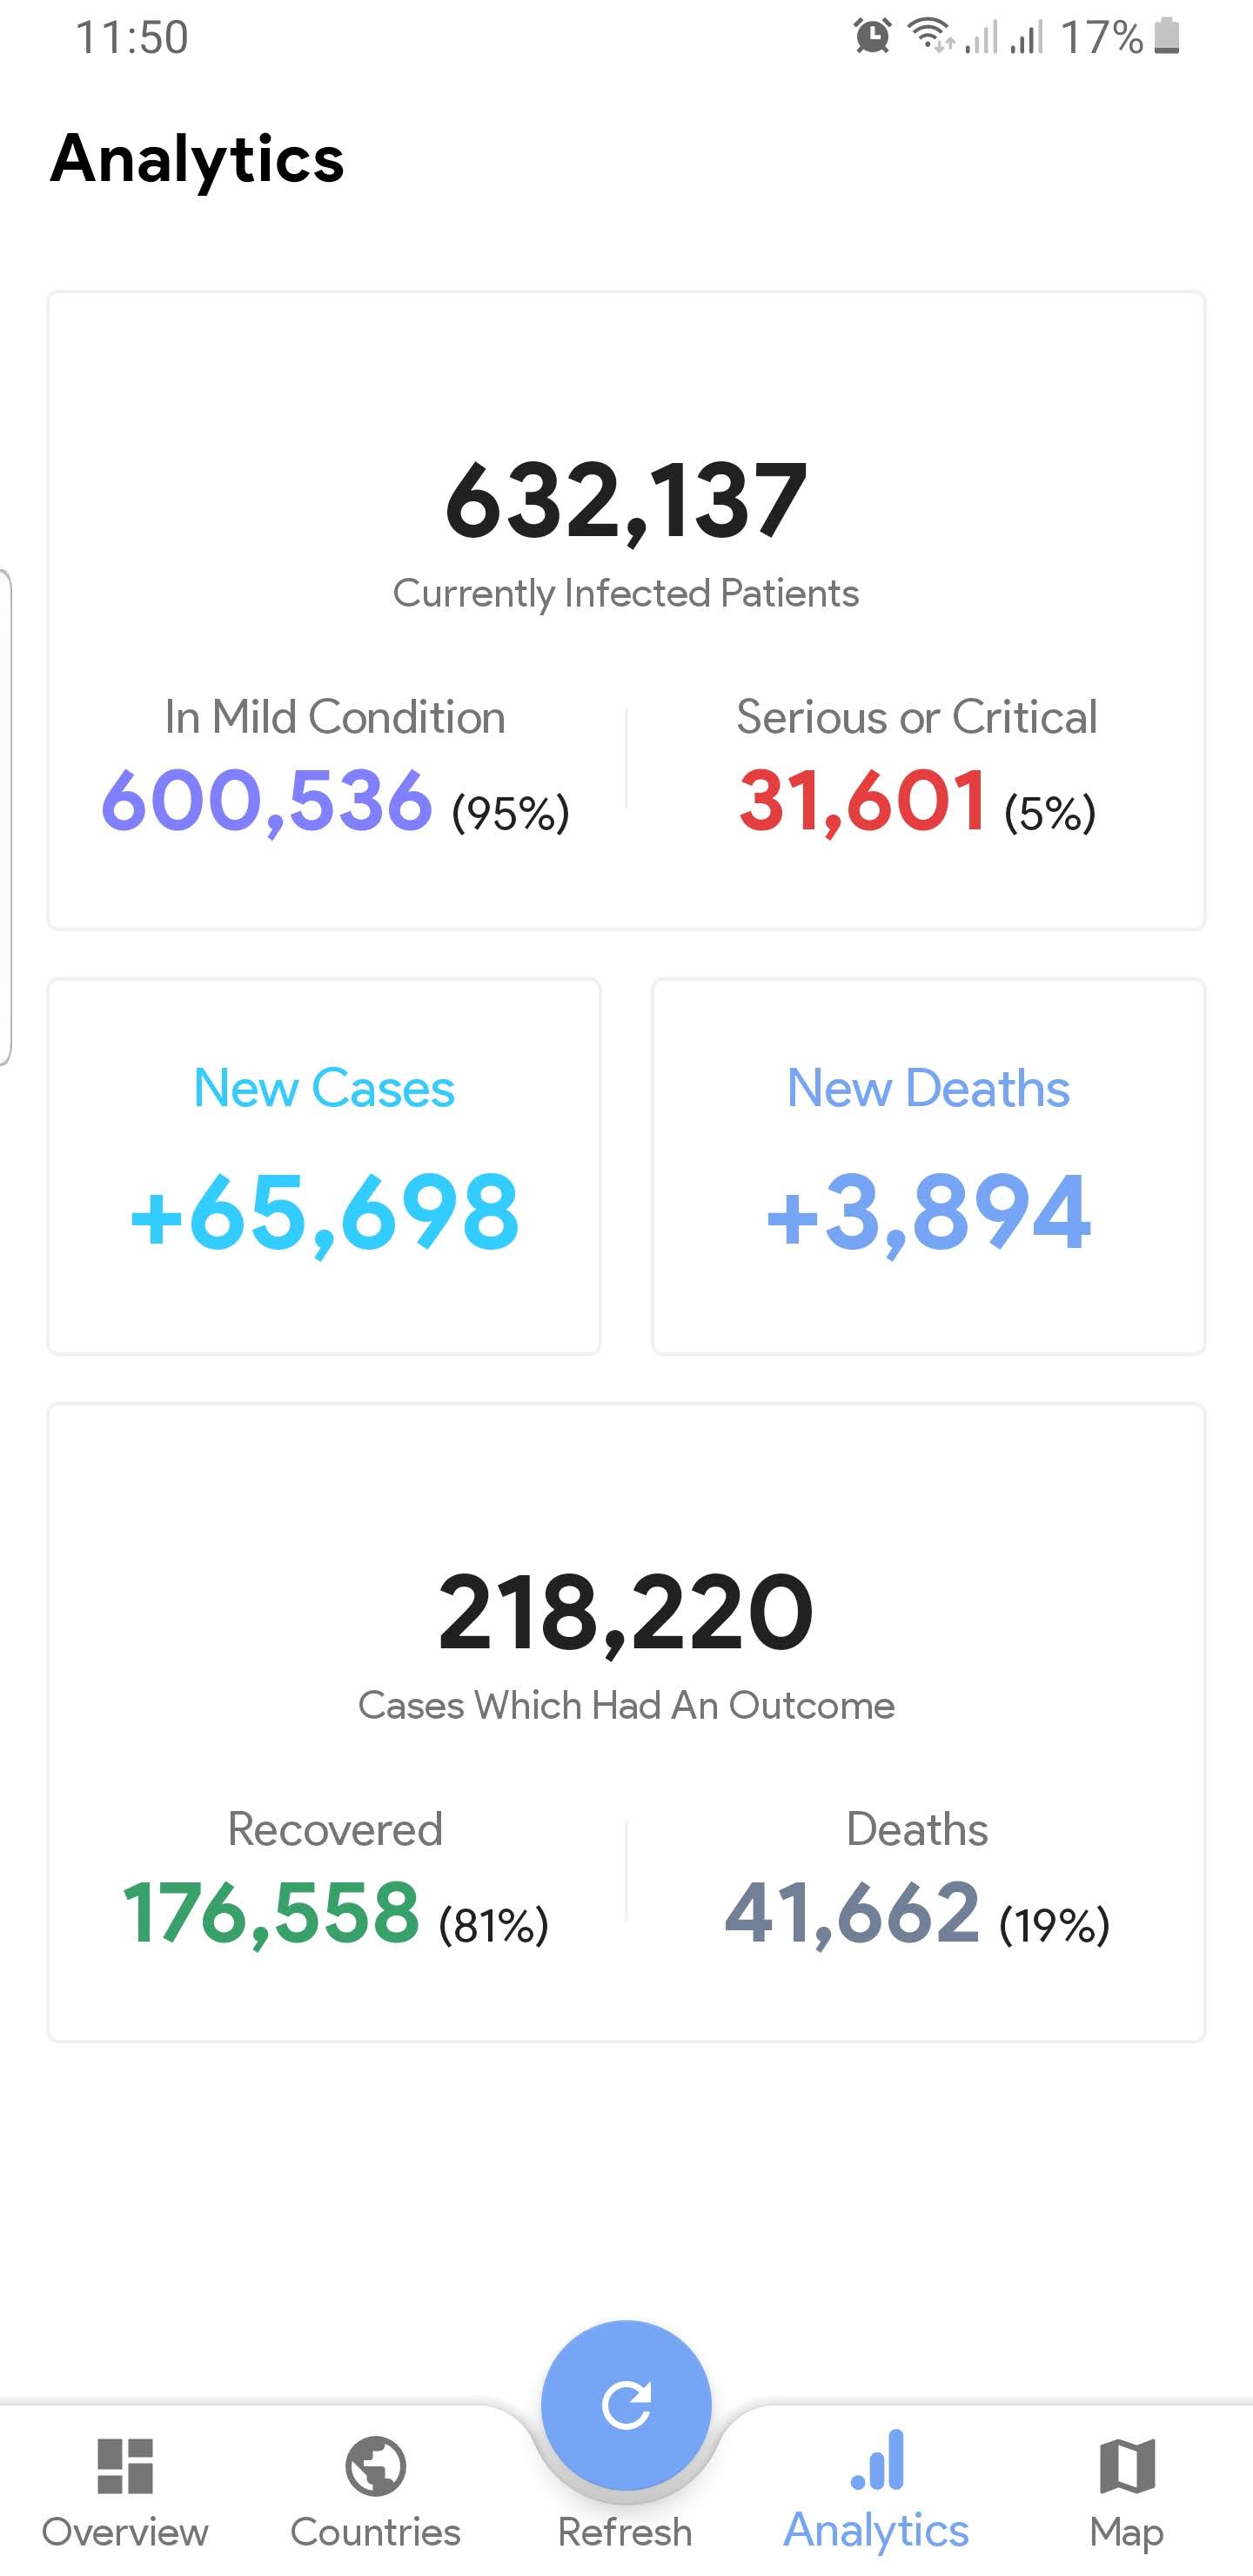 11:50 17%
Analytics
632,137
Currently Infected Patients
In Mild Condition
600,536 (95%)
Serious or Critical
31,601 (5%)
New Cases
+65,698
New Deaths
+3,894
218,220
Cases Which Had An Outcome
Recovered
176,558 (81%)
Deaths
41,662 (19%)
Overview Countries Refresh Analytics Map